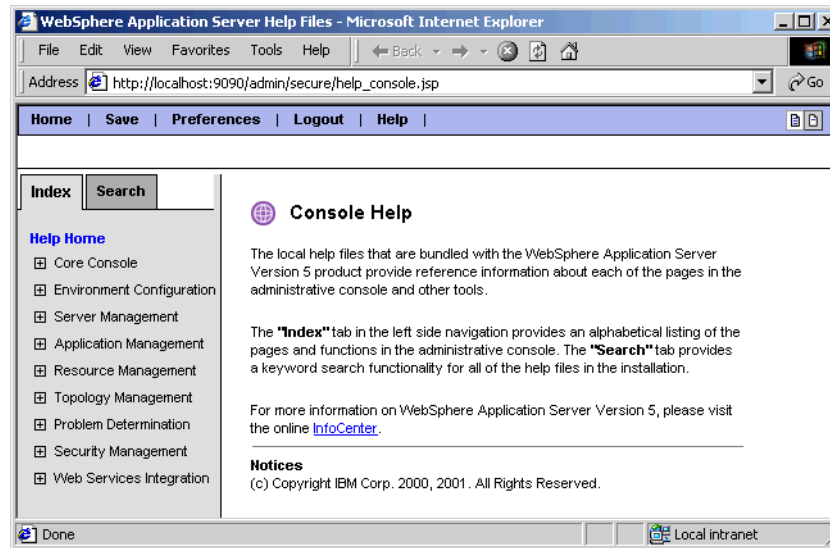 WebSphere Application Server Help Files - Microsoft Internet Explorer
File Edit View Favorites Tools Help Back
Address http://localhost:9090/admin/secure/help_console.jsp Go
Home | Save | Preferences | Logout | Help |
Index Search
Help Home
Core Console
Environment Configuration
Server Management
Application Management
Resource Management
Topology Management
Problem Determination
Security Management
Web Services Integration
Console Help
The local help files that are bundled with the WebSphere Application Server
Version 5 product provide reference information about each of the pages in the
administrative console and other tools.
The "Index" tab in the left side navigation provides an alphabetical listing of the
pages and functions in the administrative console. The "Search" tab provides
a keyword search functionality for all of the help files in the installation.
For more information on WebSphere Application Server Version 5, please visit
the online InfoCenter.
Notices
(c) Copyright IBM Corp. 2000, 2001. All Rights Reserved.
Done Local intranet